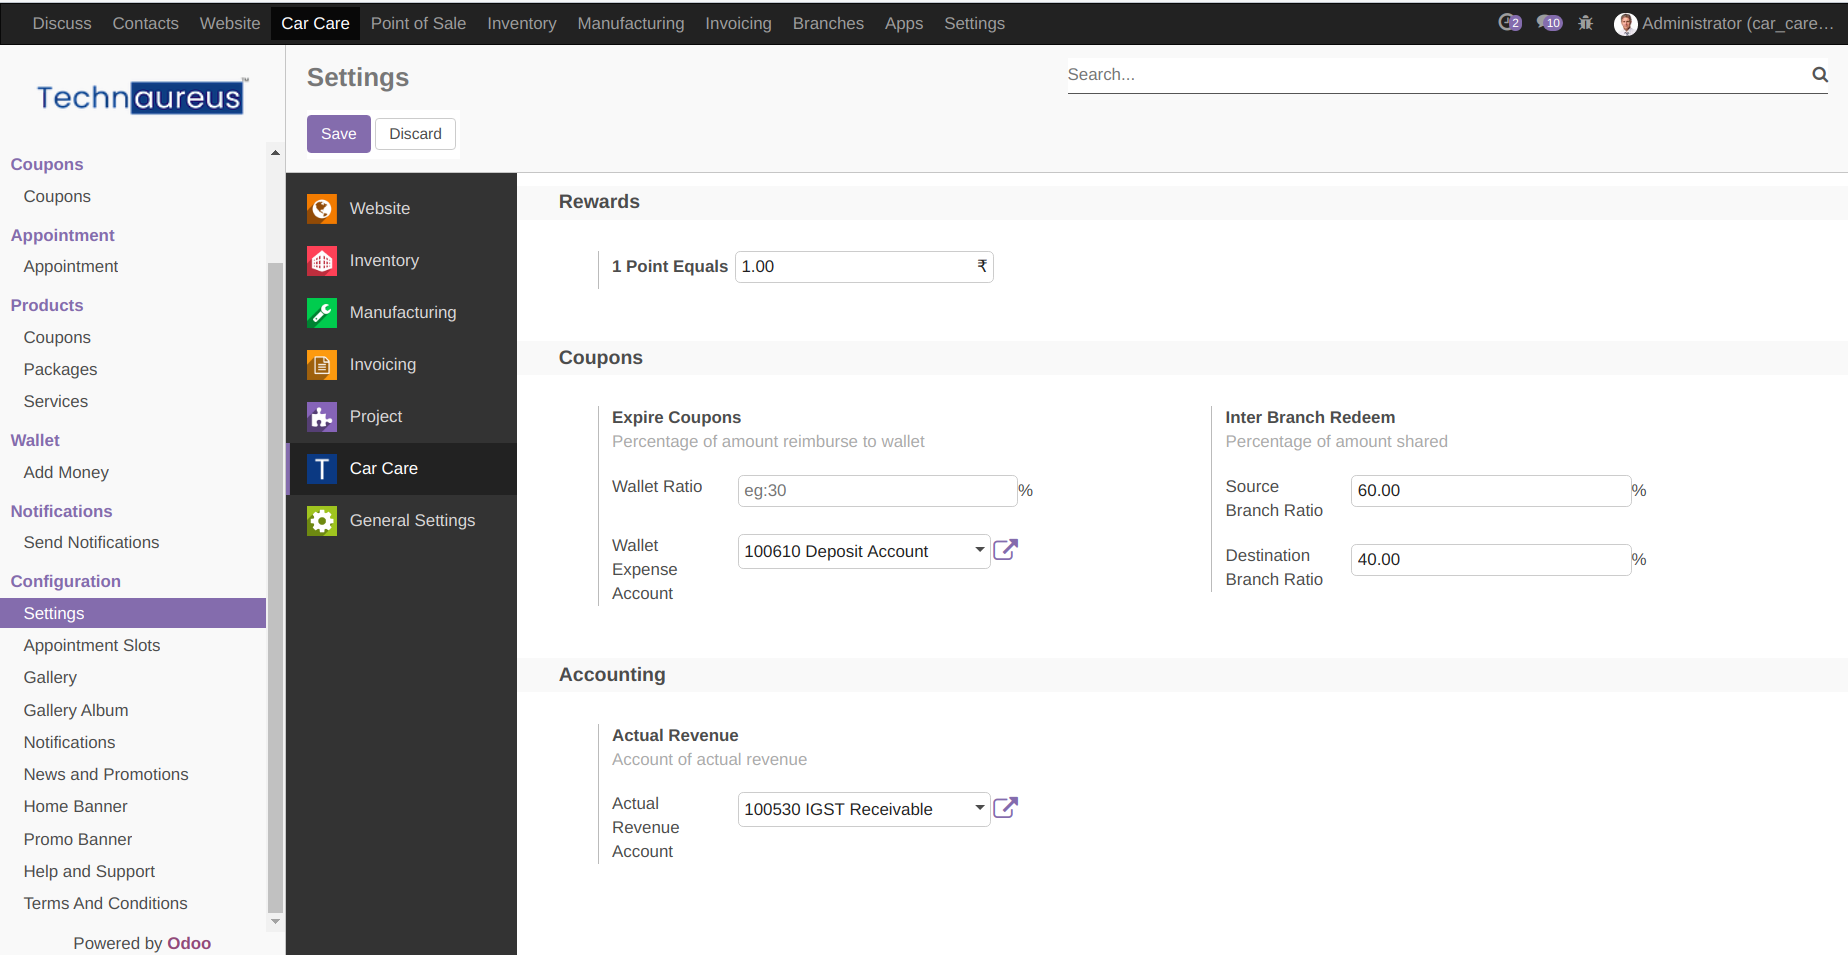 Discuss Contacts Website Car Care Point of Sale Inventory Manufacturing Invoicing Branches Apps Settings 2 10 Administrator (car_care...
Technaureus™
Settings
Search...
Save Discard
Coupons
Coupons
Appointment
Appointment
Products
Coupons
Packages
Services
Wallet
Add Money
Notifications
Send Notifications
Configuration
Settings
Appointment Slots
Gallery
Gallery Album
Notifications
News and Promotions
Home Banner
Promo Banner
Help and Support
Terms And Conditions
Powered by Odoo
Website
Inventory
Manufacturing
Invoicing
Project
T Car Care
General Settings
Rewards
1 Point Equals 1.00 ₹
Coupons
Expire Coupons
Percentage of amount reimburse to wallet
Wallet Ratio eg:30 %
Wallet
Expense
Account
100610 Deposit Account
Inter Branch Redeem
Percentage of amount shared
Source
Branch Ratio
60.00 %
Destination
Branch Ratio
40.00 %
Accounting
Actual Revenue
Account of actual revenue
Actual
Revenue
Account
100530 IGST Receivable